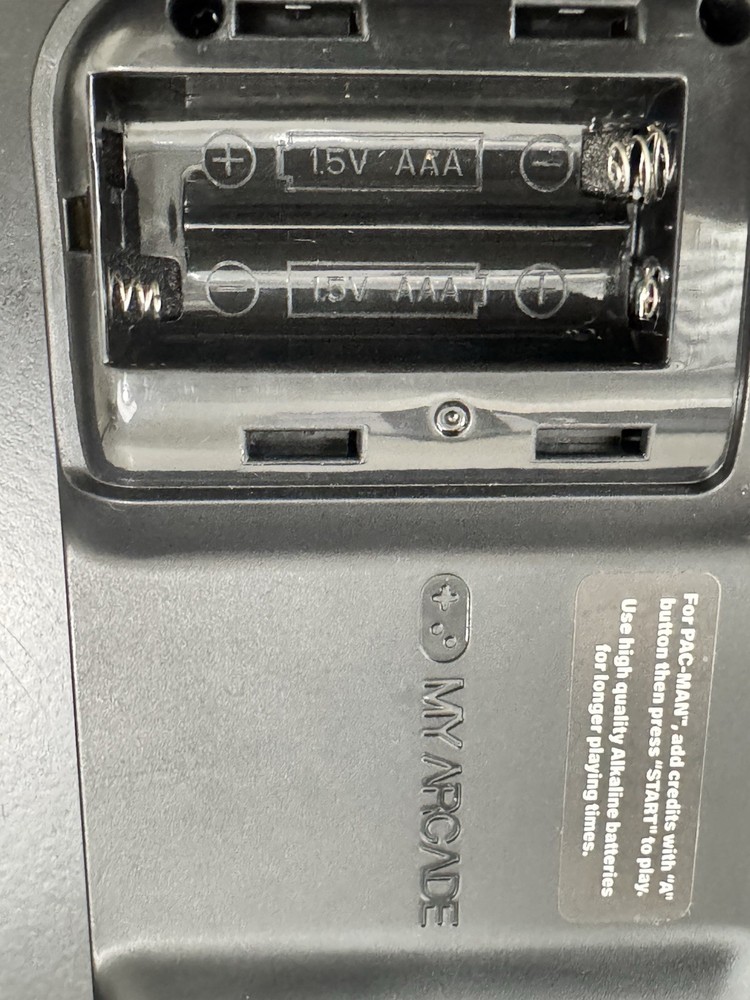 + 1.5V AAA -
- 1.5V AAA +
MY ARCADE
For PAC-MAN", add credits with "A"
button then press "START" to play.
Use high quality Alkaline batteries
for longer playing times.